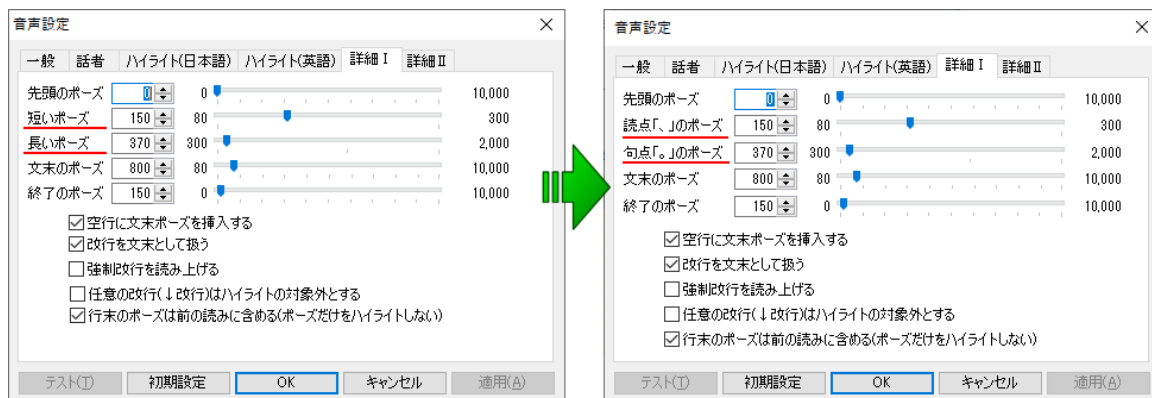 音声設定
一般 話者 ハイライト(日本語) ハイライト(英語) 詳細Ⅰ 詳細Ⅱ
先頭のポーズ 0 0 10,000
短いポーズ 150 80 300
長いポーズ 370 300 2,000
文末のポーズ 800 80 10,000
終了のポーズ 150 0 10,000
空行に文末ポーズを挿入する
改行を文末として扱う
強制改行を読み上げる
任意の改行(↓改行)はハイライトの対象外とする
行末のポーズは前の読みに含める(ポーズだけをハイライトしない)
テスト(T) 初期設定 OK キャンセル 適用(A)
音声設定
一般 話者 ハイライト(日本語) ハイライト(英語) 詳細Ⅰ 詳細Ⅱ
先頭のポーズ 0 0 10,000
読点「、」のポーズ 150 80 300
句点「。」のポーズ 370 300 2,000
文末のポーズ 800 80 10,000
終了のポーズ 150 0 10,000
空行に文末ポーズを挿入する
改行を文末として扱う
強制改行を読み上げる
任意の改行(↓改行)はハイライトの対象外とする
行末のポーズは前の読みに含める(ポーズだけをハイライトしない)
テスト(T) 初期設定 OK キャンセル 適用(A)